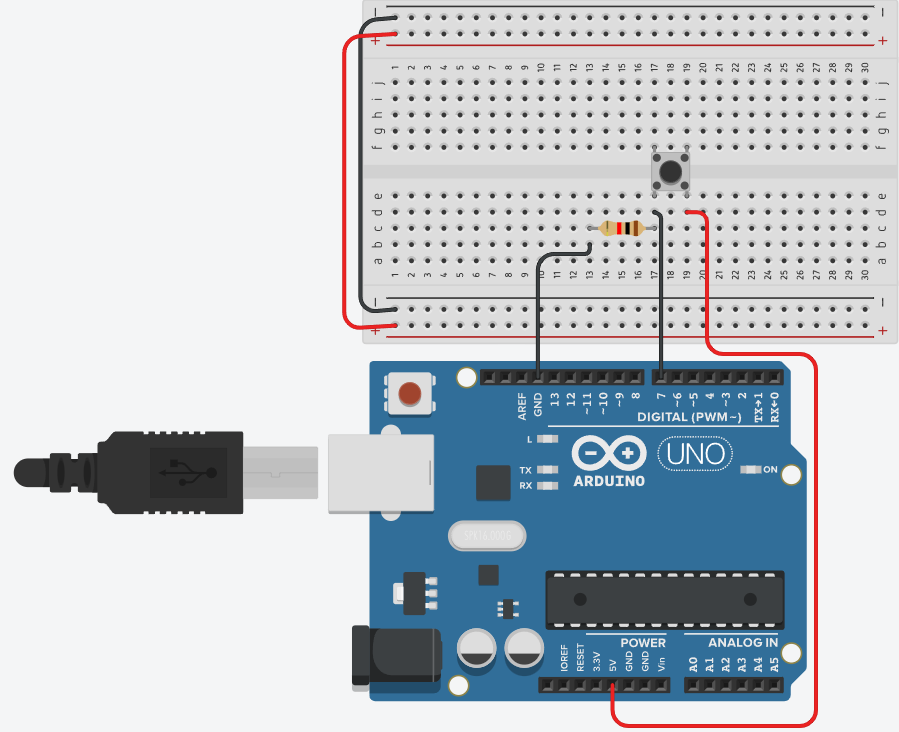 1 2 3 4 5 6 7 8 9 10 11 12 13 14 15 16 17 18 19 20 21 22 23 24 25 26 27 28 29 30
j j
i i
h h
g g
f f
e e
d d
c c
b b
a a
1 2 3 4 5 6 7 8 9 10 11 12 13 14 15 16 17 18 19 20 21 22 23 24 25 26 27 28 29 30
AREF GND 13 12 ~11 ~10 ~9 8 7 ~6 ~5 4 ~3 2 TX→1 RX←0
DIGITAL (PWM~)
L
TX
RX
ARDUINO
UNO
ON
POWER
ANALOG IN
IOREF RESET 3.3V 5V GND GND Vin A0 A1 A2 A3 A4 A5